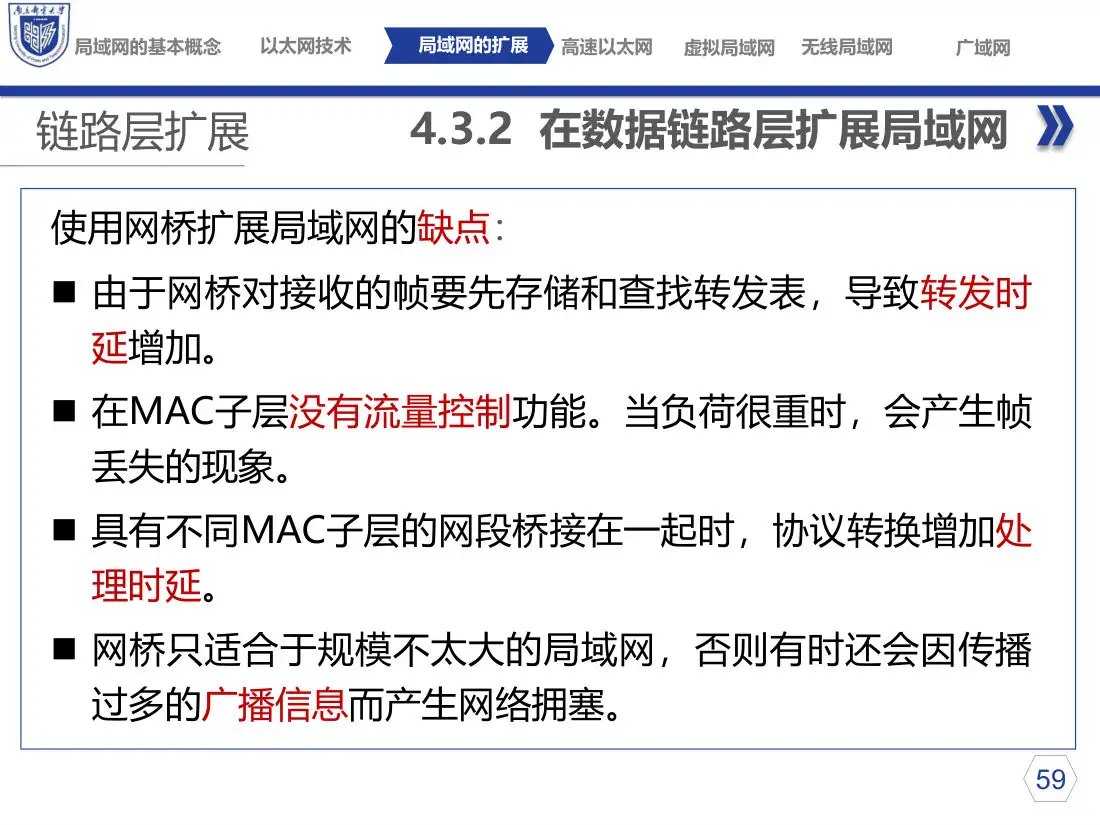 南京邮电大学
局域网的基本概念 以太网技术 局域网的扩展 高速以太网 虚拟局域网 无线局域网 广域网
链路层扩展 4.3.2 在数据链路层扩展局域网
使用网桥扩展局域网的缺点：
■ 由于网桥对接收的帧要先存储和查找转发表，导致转发时
延增加。
■ 在MAC子层没有流量控制功能。当负荷很重时，会产生帧
丢失的现象。
■ 具有不同MAC子层的网段桥接在一起时，协议转换增加处
理时延。
■ 网桥只适合于规模不太大的局域网，否则有时还会因传播
过多的广播信息而产生网络拥塞。
59